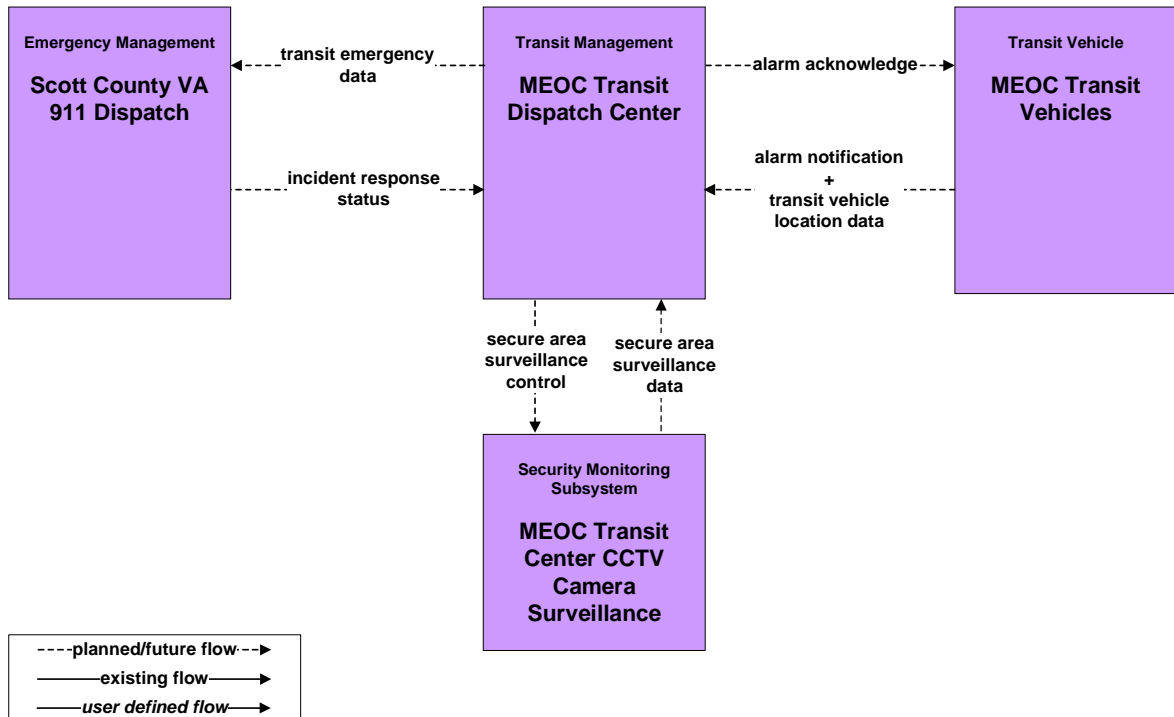 Emergency Management
Scott County VA
911 Dispatch
transit emergency
data
incident response
status
Transit Management
MEOC Transit
Dispatch Center
alarm acknowledge
alarm notification
+
transit vehicle
location data
Transit Vehicle
MEOC Transit
Vehicles
secure area
surveillance
control
secure area
surveillance
data
Security Monitoring
Subsystem
MEOC Transit
Center CCTV
Camera
Surveillance
planned/future flow
existing flow
user defined flow